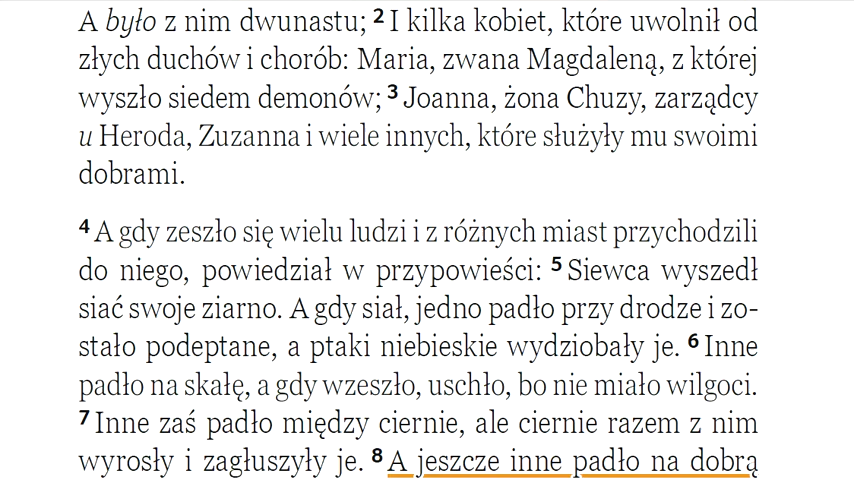 A było z nim dwunastu; 2 I kilka kobiet, które uwolnił od
złych duchów i chorób: Maria, zwana Magdaleną, z której
wyszło siedem demonów; 3 Joanna, żona Chuzy, zarządcy
u Heroda, Zuzanna i wiele innych, które służyły mu swoimi
dobrami.
4 A gdy zeszło się wielu ludzi i z różnych miast przychodzili
do niego, powiedział w przypowieści: 5 Siewca wyszedł
siać swoje ziarno. A gdy siał, jedno padło przy drodze i zo-
stało podeptane, a ptaki niebieskie wydziobały je. 6 Inne
padło na skałę, a gdy wzeszło, uschło, bo nie miało wilgoci.
7 Inne zaś padło między ciernie, ale ciernie razem z nim
wyrosły i zagłuszyły je. 8 A jeszcze inne padło na dobrą